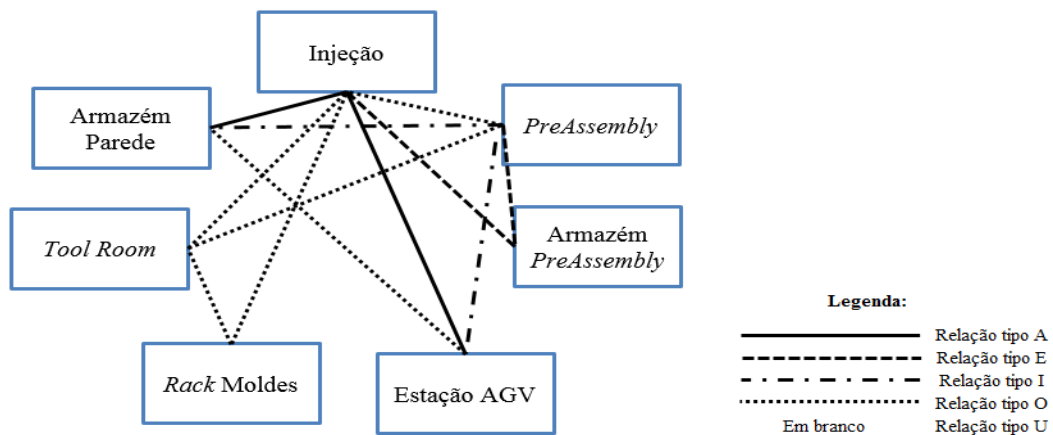 Injeção
Armazém
Parede
PreAssembly
Tool Room
Armazém
PreAssembly
Rack Moldes
Estação AGV
Legenda:
Relação tipo A
Relação tipo E
Relação tipo I
Relação tipo O
Em branco Relação tipo U